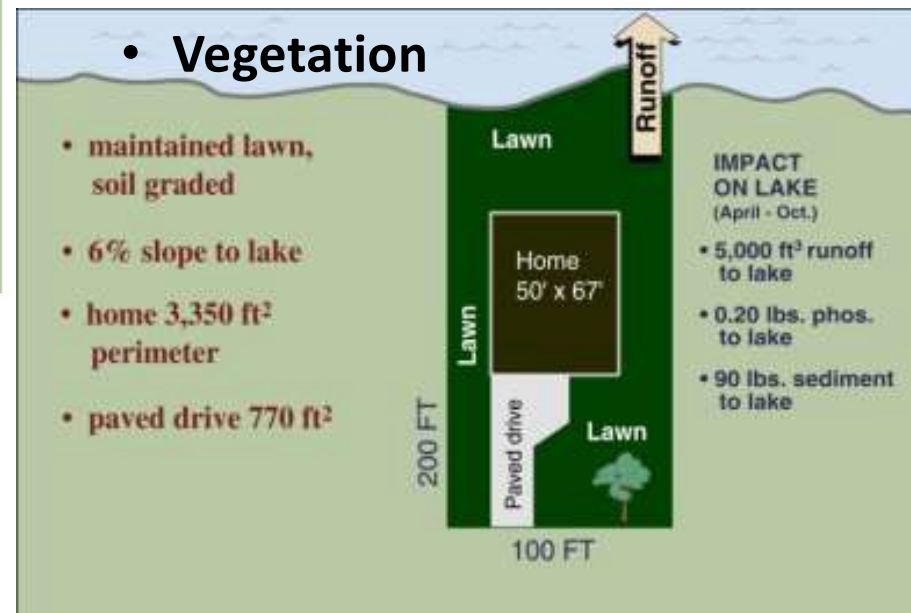 • Vegetation
• maintained lawn,
soil graded
• 6% slope to lake
• home 3,350 ft²
perimeter
• paved drive 770 ft²
Runoff
Lawn
Home
50' x 67'
Lawn
Paved drive
Lawn
200 FT
100 FT
IMPACT
ON LAKE
(April - Oct.)
• 5,000 ft³ runoff
to lake
• 0.20 lbs. phos.
to lake
• 90 lbs. sediment
to lake